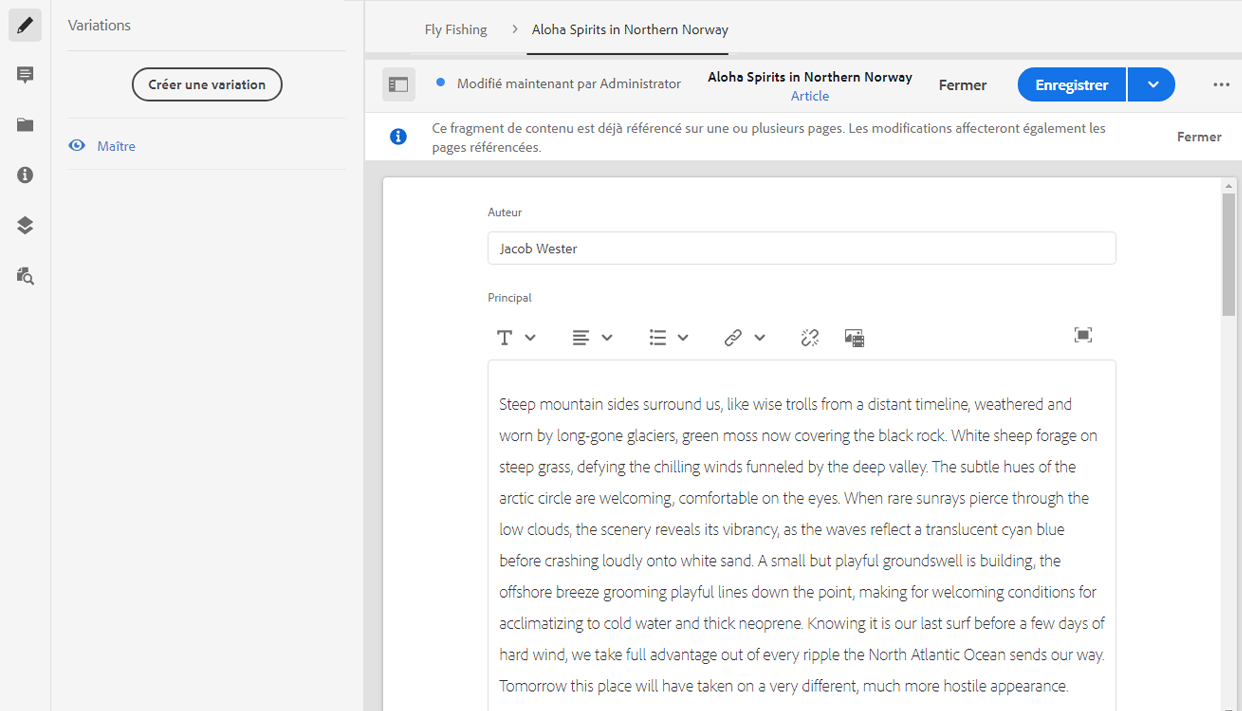 Variations
Créer une variation
Maître
Fly Fishing
Aloha Spirits in Northern Norway
Modifié maintenant par Administrator
Aloha Spirits in Northern Norway
Article
Fermer
Enregistrer
Ce fragment de contenu est déjà référencé sur une ou plusieurs pages. Les modifications affecteront également les
pages référencées.
Fermer
Auteur
Jacob Wester
Principal
Steep mountain sides surround us, like wise trolls from a distant timeline, weathered and
worn by long-gone glaciers, green moss now covering the black rock. White sheep forage on
steep grass, defying the chilling winds funneled by the deep valley. The subtle hues of the
arctic circle are welcoming, comfortable on the eyes. When rare sunrays pierce through the
low clouds, the scenery reveals its vibrancy, as the waves reflect a translucent cyan blue
before crashing loudly onto white sand. A small but playful groundswell is building, the
offshore breeze grooming playful lines down the point, making for welcoming conditions for
acclimatizing to cold water and thick neoprene. Knowing it is our last surf before a few days of
hard wind, we take full advantage out of every ripple the North Atlantic Ocean sends our way.
Tomorrow this place will have taken on a very different, much more hostile appearance.